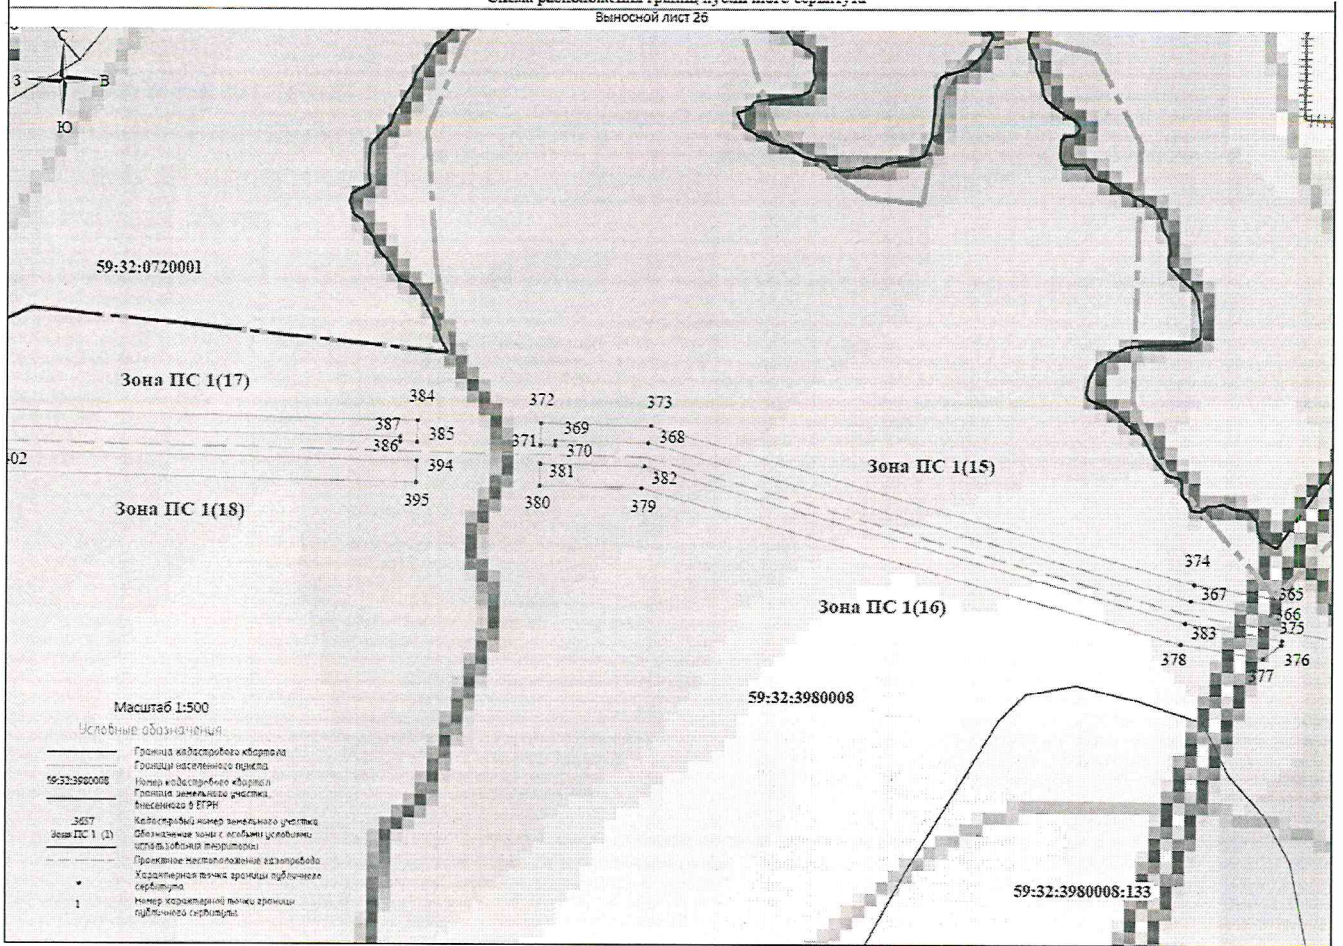 Выносной лист 26
С
З
В
Ю
59:32:0720001
Зона ПС 1(17)
384
372
373
387
385
369
368
386
371
370
394
381
382
Зона ПС 1(15)
395
380
379
Зона ПС 1(18)
374
367
365
366
Зона ПС 1(16)
383
375
378
376
377
59:32:3980008
Масштаб 1:500
Условные обозначения
Граница кадастрового квартала
Границы населенного пункта
59:32:3980008
Номер кадастрового квартал
Граница земельного участка,
внесенного в ЕГРН
:3657
Кадастровый номер земельного участка
Зона ПС 1 (1)
Обозначение зоны с особыми условиями
использования территории
Проектное местоположение газопровода
Характерная точка границы публичного
сервитута
1
Номер характерной точки границы
публичного сервитута
59:32:3980008:133